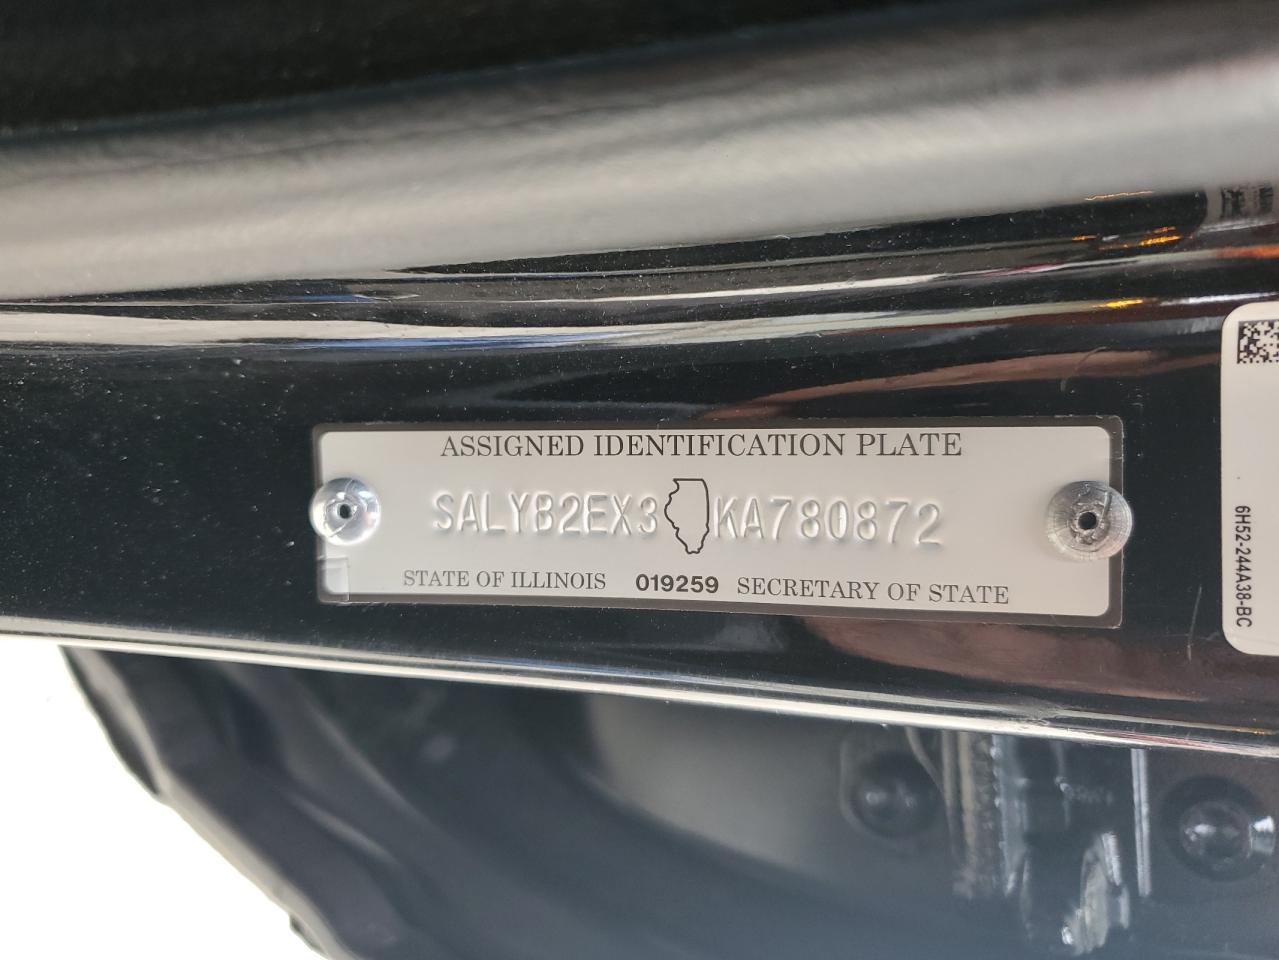 ASSIGNED IDENTIFICATION PLATE
SALYB2EX3 KA780872
STATE OF ILLINOIS 019259 SECRETARY OF STATE
6H52-244A38-BC